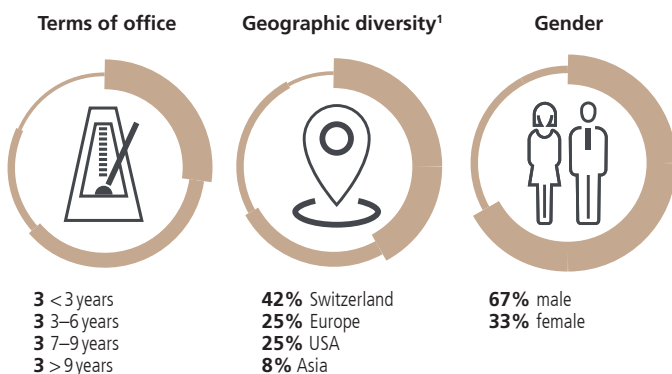 Terms of office
3 < 3 years
3 3–6 years
3 7–9 years
3 > 9 years
Geographic diversity¹
42% Switzerland
25% Europe
25% USA
8% Asia
Gender
67% male
33% female